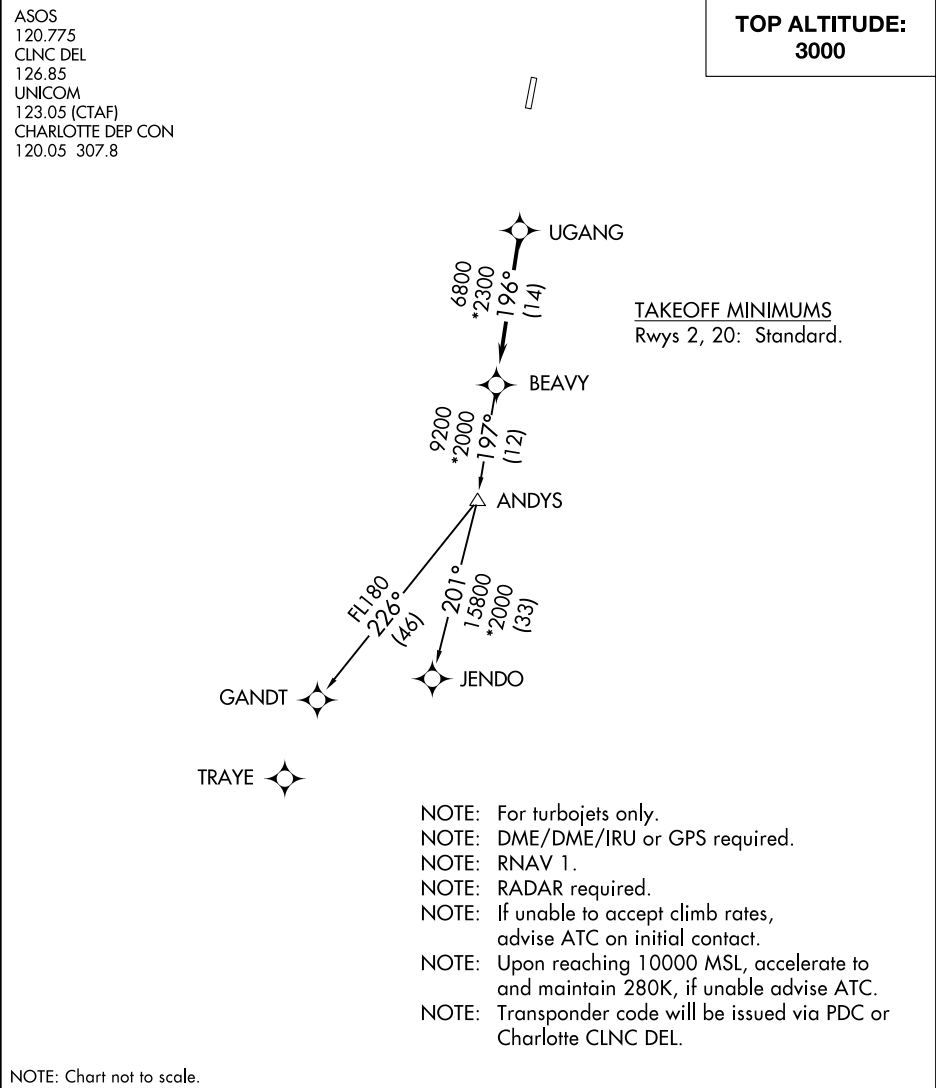 ASOS
120.775
CLNC DEL
126.85
UNICOM
123.05 (CTAF)
CHARLOTTE DEP CON
120.05 307.8
TOP ALTITUDE:
3000
UGANG
6800
*2300
196°
(14)
TAKEOFF MINIMUMS
Rwys 2, 20: Standard.
BEAVY
9200
*2000
197°
(12)
ANDYS
FL180
226°
(46)
201°
15800
*2000
(33)
GANDT
JENDO
TRAYE
NOTE: For turbojets only.
NOTE: DME/DME/IRU or GPS required.
NOTE: RNAV 1.
NOTE: RADAR required.
NOTE: If unable to accept climb rates,
advise ATC on initial contact.
NOTE: Upon reaching 10000 MSL, accelerate to
and maintain 280K, if unable advise ATC.
NOTE: Transponder code will be issued via PDC or
Charlotte CLNC DEL.
NOTE: Chart not to scale.